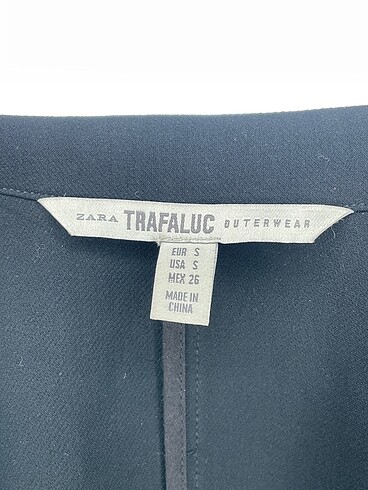 ZARA TRAFALUC OUTERWEAR
EUR S
USA S
MEX 26
MADE IN
CHINA